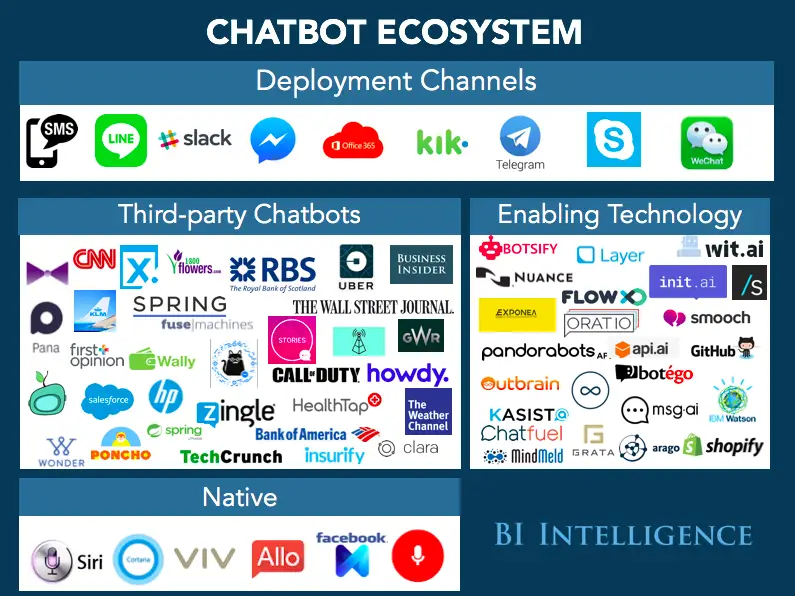 CHATBOT ECOSYSTEM
Deployment Channels
SMS
LINE
slack
Office 365
kik
Telegram
S
WeChat
Third-party Chatbots
CNN
X.
1-800 flowers.com
RBS
The Royal Bank of Scotland
UBER
BUSINESS INSIDER
KLM
SPRING
fuse|machines
THE WALL STREET JOURNAL.
Pana
first opinion
Wally
STORIES
GWR
CALL OF DUTY
howdy.
salesforce
hp
zingle
HealthTap
The Weather Channel
WONDER
PONCHO
spring
Bank of America
TechCrunch
insurify
clara
Enabling Technology
BOTSIFY
Layer
wit.ai
NUANCE
init.ai
/s
EXPONEA
FLOW XO
ORATIO
smooch
pandorabots
api.ai
GitHub
Outbrain
botégo
KASIST@
msg.ai
IBM Watson
Chatfuel
GRATA
MindMeld
arago
shopify
Native
Siri
Cortana
VIV
Allo
facebook
BI INTELLIGENCE